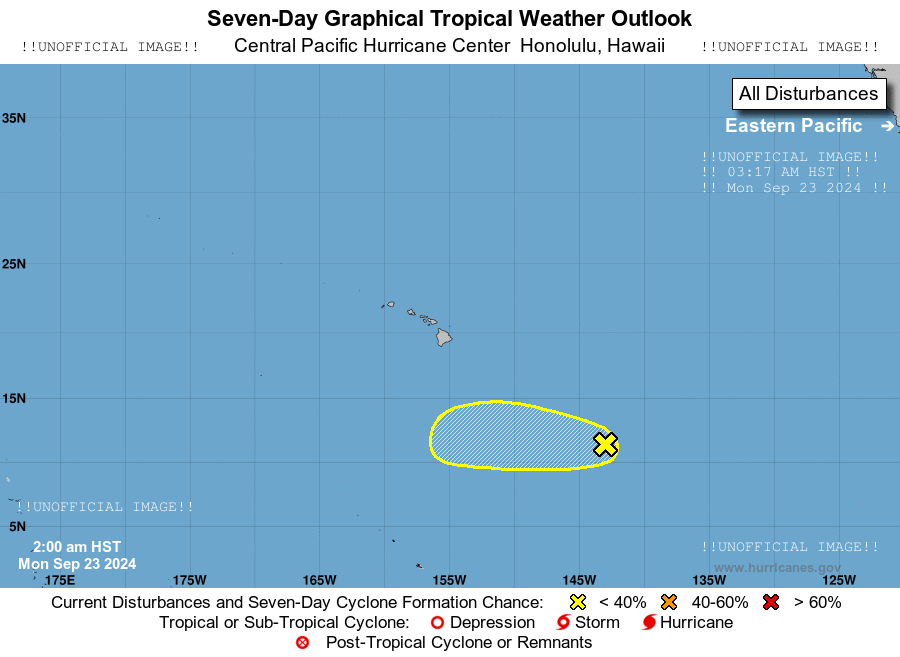 Seven-Day Graphical Tropical Weather Outlook
!!UNOFFICIAL IMAGE!! Central Pacific Hurricane Center Honolulu, Hawaii !!UNOFFICIAL IMAGE!!
All Disturbances
35N
Eastern Pacific
!!UNOFFICIAL IMAGE!!
!! 03:17 AM HST !!
!! Mon Sep 23 2024 !!
25N
15N
!!UNOFFICIAL IMAGE!!
5N
2:00 am HST
Mon Sep 23 2024
!!UNOFFICIAL IMAGE!!
www.hurricanes.gov
175E 175W 165W 155W 145W 135W 125W
Current Disturbances and Seven-Day Cyclone Formation Chance: < 40% 40-60% > 60%
Tropical or Sub-Tropical Cyclone: Depression Storm Hurricane
Post-Tropical Cyclone or Remnants